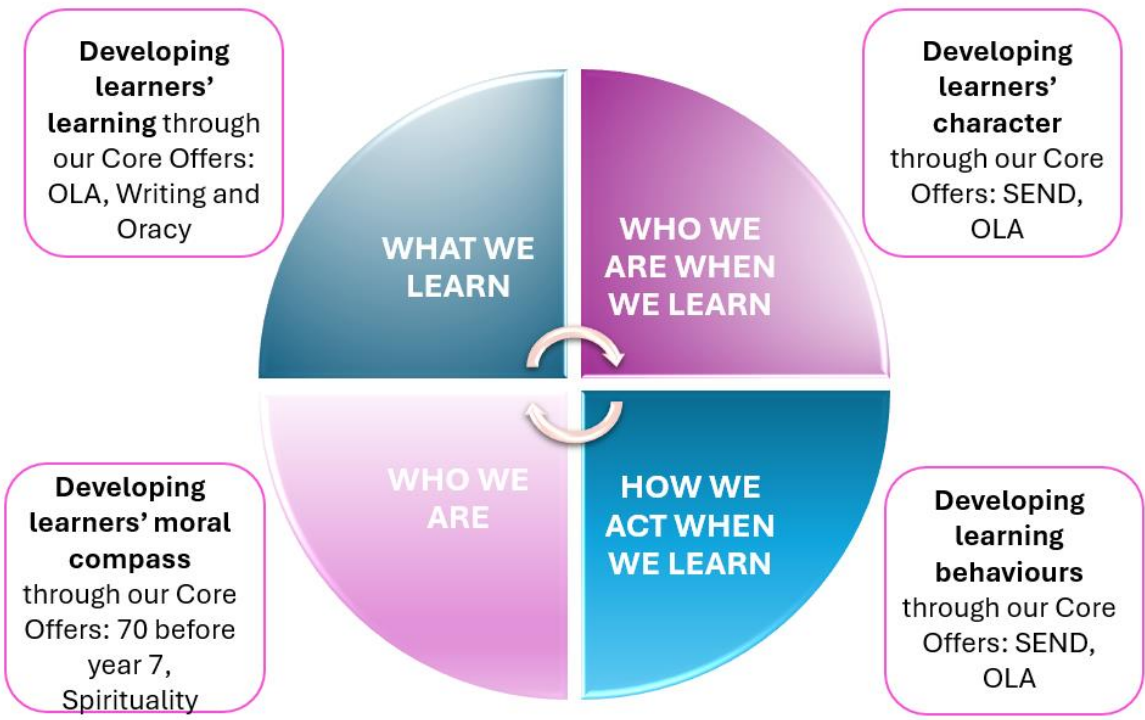 Developing
learners’
learning through
our Core Offers:
OLA, Writing and
Oracy
WHAT WE
LEARN
WHO WE
ARE WHEN
WE LEARN
Developing
learners’
character
through our Core
Offers: SEND,
OLA
Developing
learners’ moral
compass
through our Core
Offers: 70 before
year 7,
Spirituality
WHO WE
ARE
HOW WE
ACT WHEN
WE LEARN
Developing
learning
behaviours
through our Core
Offers: SEND,
OLA